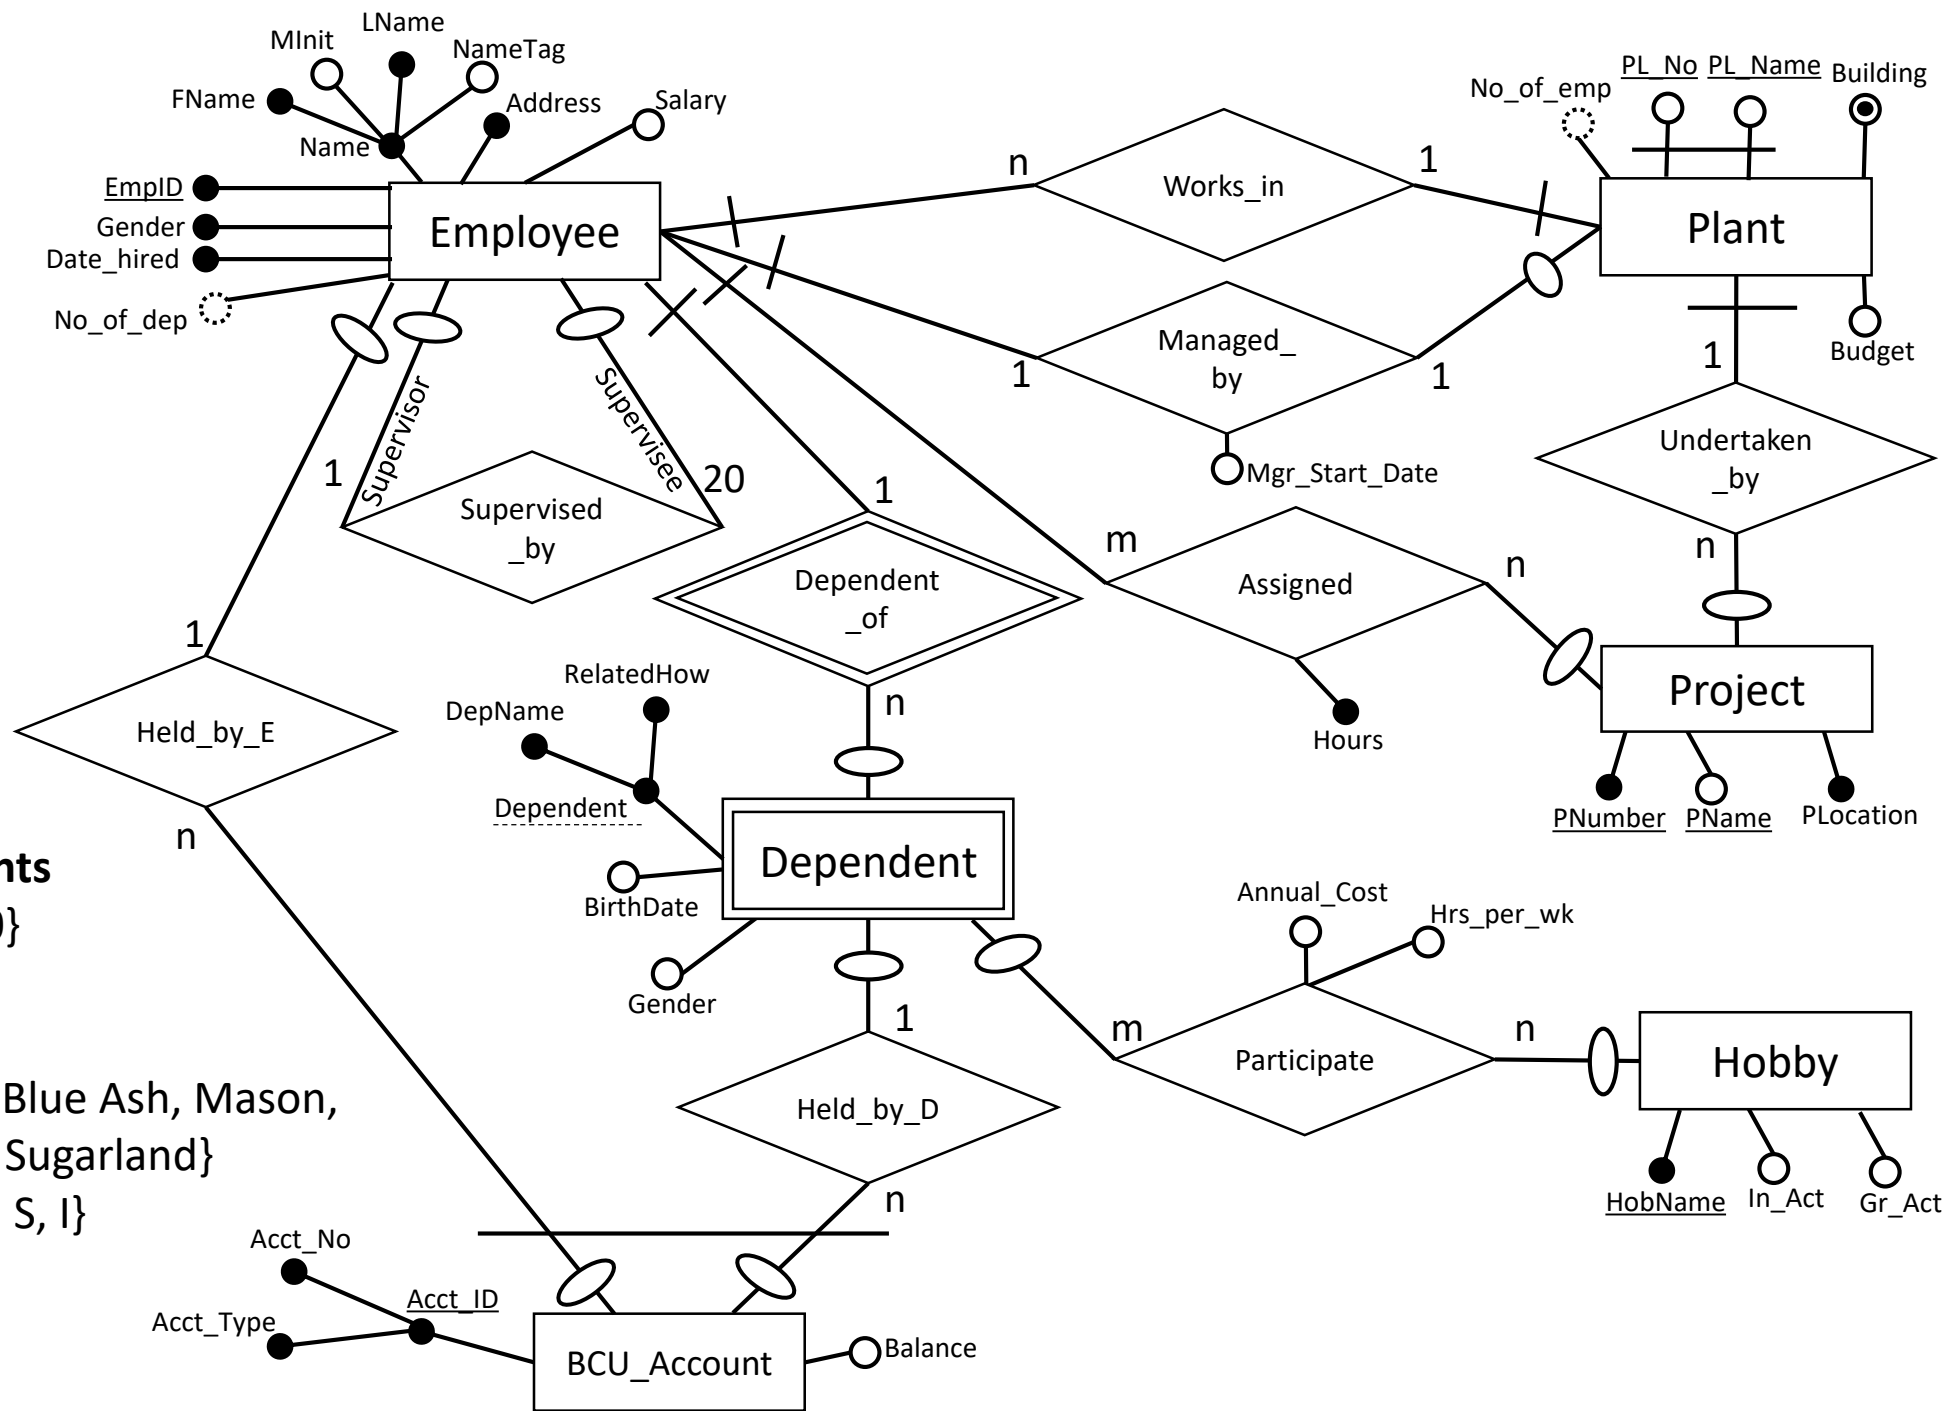 LName
MInit
NameTag
FName
Address
Salary
Name
EmpID
Gender
Date_hired
No_of_dep
Employee
n
Works_in
1
No_of_emp
PL_No
PL_Name
Building
Plant
Budget
1
Managed_
by
1
Mgr_Start_Date
1
Undertaken
_by
n
Supervisor
Supervisee
1
20
Supervised
_by
1
Dependent
_of
n
m
Assigned
n
Hours
Project
PNumber
PName
PLocation
1
Held_by_E
n
RelatedHow
DepName
Dependent
BirthDate
Gender
Dependent
1
Held_by_D
n
Annual_Cost
Hrs_per_wk
m
Participate
n
Hobby
HobName
In_Act
Gr_Act
nts
}
Blue Ash, Mason,
Sugarland}
S, I}
Acct_No
Acct_Type
Acct_ID
BCU_Account
Balance